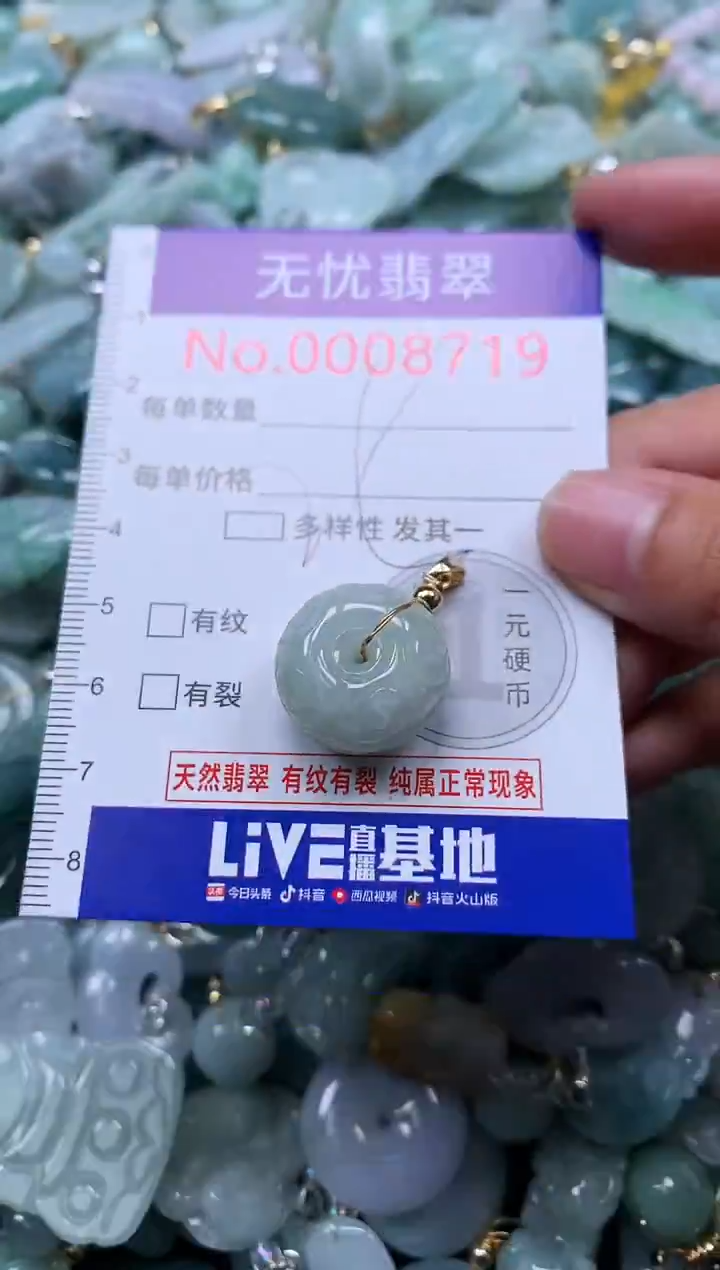 无忧翡翠
No.0008719
每单数量
每单价格
多样性 发其一
有纹
有裂
一元硬币
1
天然翡翠 有纹有裂 纯属正常现象
LiVE直播基地
头条 今日头条 抖音 西瓜视频 抖音火山版
1
2
3
4
5
6
7
8